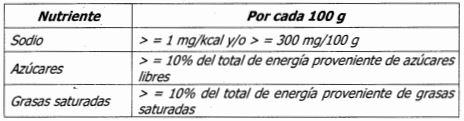 Nutriente Por cada 100 g
Sodio > = 1 mg/kcal y/o > = 300 mg/100 g
Azúcares > = 10% del total de energía proveniente de azúcares
libres
Grasas saturadas > = 10% del total de energía proveniente de grasas
saturadas